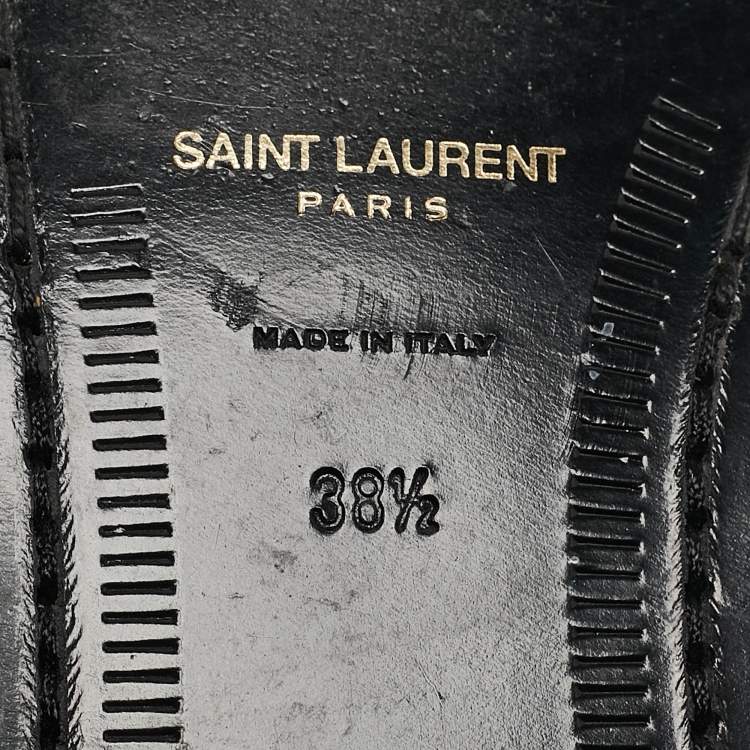 SAINT LAURENT
PARIS
MADE IN ITALY
38½